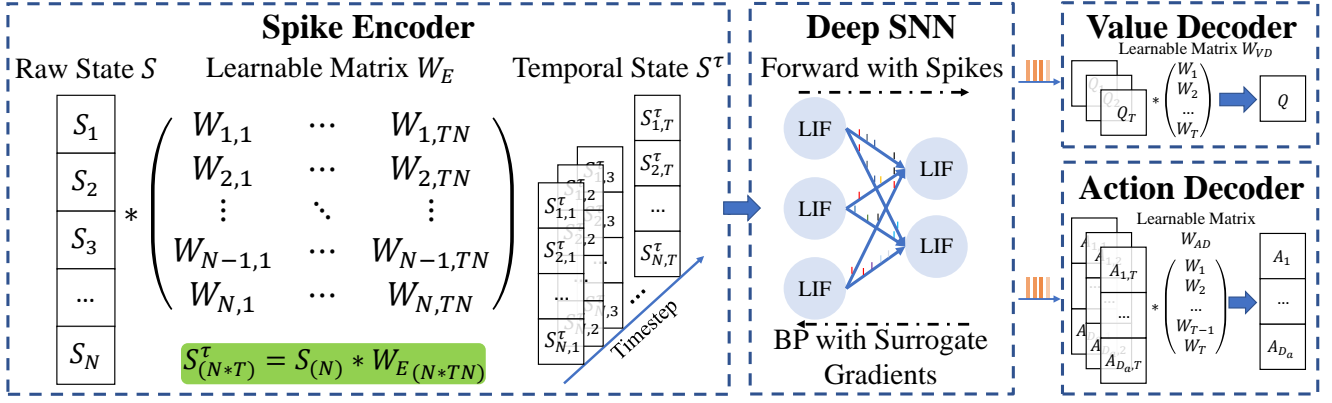 Spike Encoder
Raw State S
Learnable Matrix W_E
Temporal State S^τ
S_1
S_2
S_3
...
S_N
*
W_{1,1} ⋯ W_{1,TN}
W_{2,1} ⋯ W_{2,TN}
⋮ ⋱ ⋮
W_{N-1,1} ⋯ W_{N-1,TN}
W_{N,1} ⋯ W_{N,TN}
S^τ_{1,1}
S^τ_{2,1}
...
S^τ_{N,1}
S^τ_{1,T}
S^τ_{2,T}
...
S^τ_{N,T}
...
Timestep
S^τ_{(N*T)} = S_{(N)} * W_{E(N*TN)}
Deep SNN
Forward with Spikes
LIF
LIF
LIF
LIF
LIF
BP with Surrogate
Gradients
Value Decoder
Learnable Matrix W_{VD}
Q_1
Q_2
Q_T
*
W_1
W_2
...
W_T
Q
Action Decoder
Learnable Matrix
W_{AD}
A_{1,T}
...
A_{D_a,T}
*
W_1
W_2
...
W_{T-1}
W_T
A_1
...
A_{D_a}